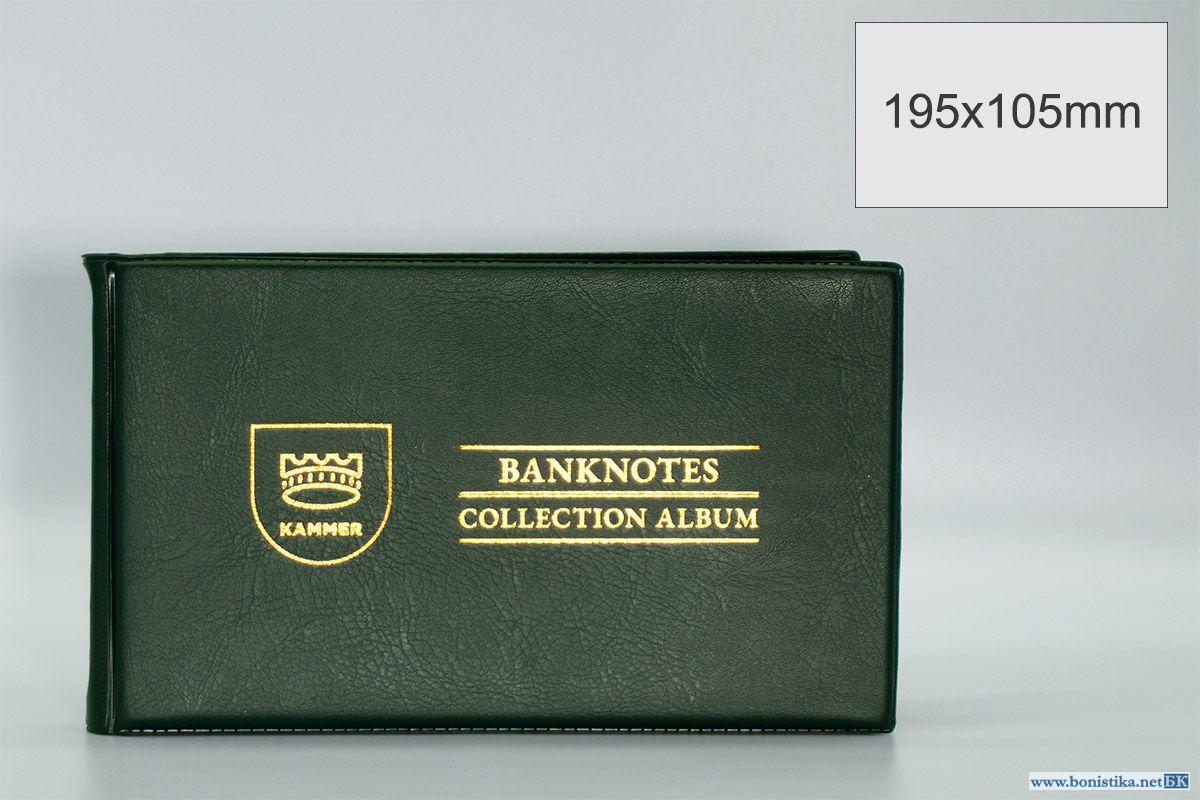 195x105mm
KAMMER
BANKNOTES
COLLECTION ALBUM
www.bonistika.net БК